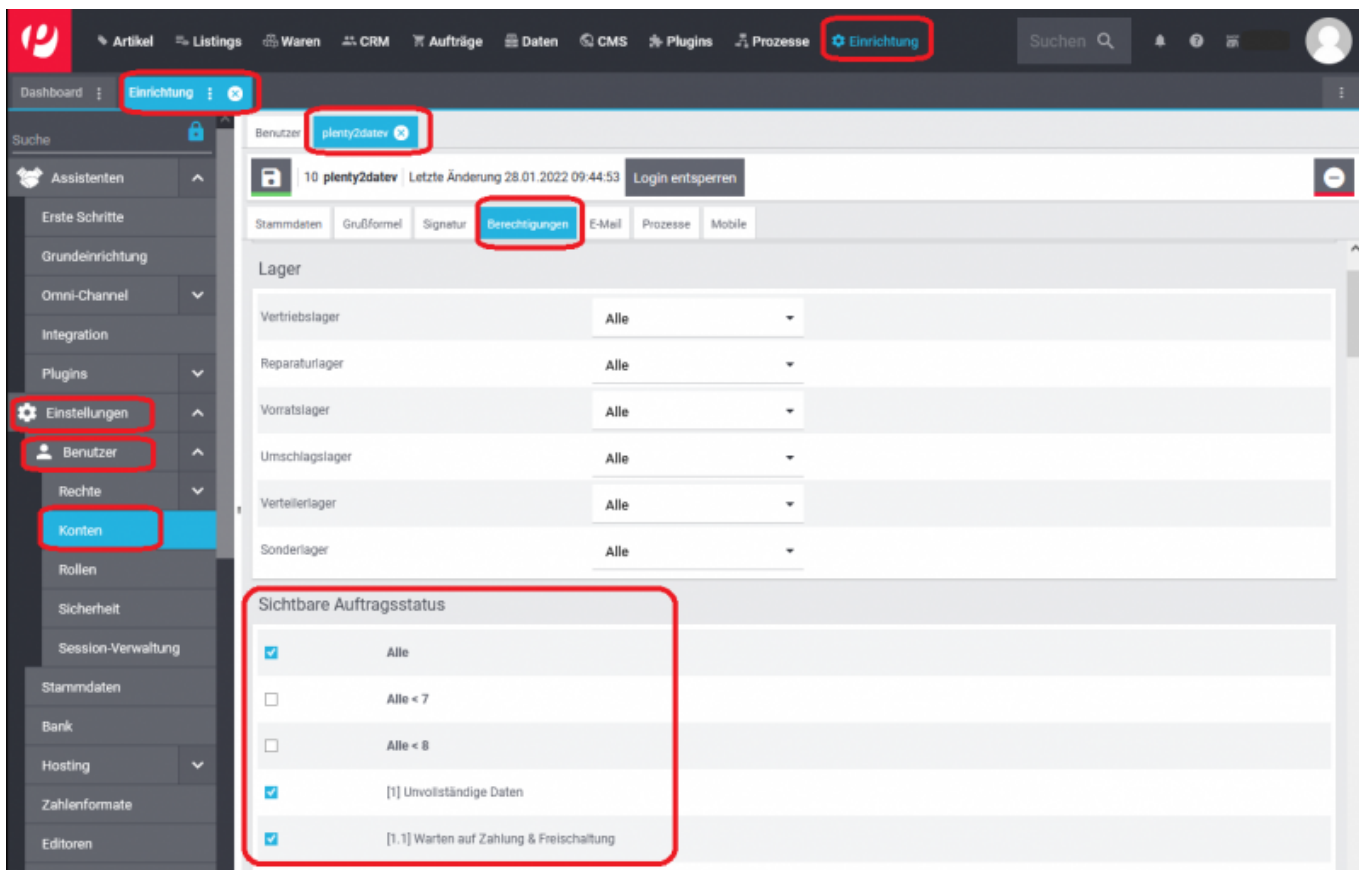 Artikel Listings Waren CRM Aufträge Daten CMS Plugins Prozesse Einrichtung Suchen
Dashboard Einrichtung
Suche
Assistenten
Erste Schritte
Grundeinrichtung
Omni-Channel
Integration
Plugins
Einstellungen
Benutzer
Rechte
Konten
Rollen
Sicherheit
Session-Verwaltung
Stammdaten
Bank
Hosting
Zahlenformate
Editoren
Benutzer plenty2datev
10 plenty2datev Letzte Änderung 28.01.2022 09:44:53 Login entsperren
Stammdaten Grußformel Signatur Berechtigungen E-Mail Prozesse Mobile
Lager
Vertriebslager Alle
Reparaturlager Alle
Vorratslager Alle
Umschlagslager Alle
Verteilerlager Alle
Sonderlager Alle
Sichtbare Auftragsstatus
Alle
Alle < 7
Alle < 8
[1] Unvollständige Daten
[1.1] Warten auf Zahlung & Freischaltung